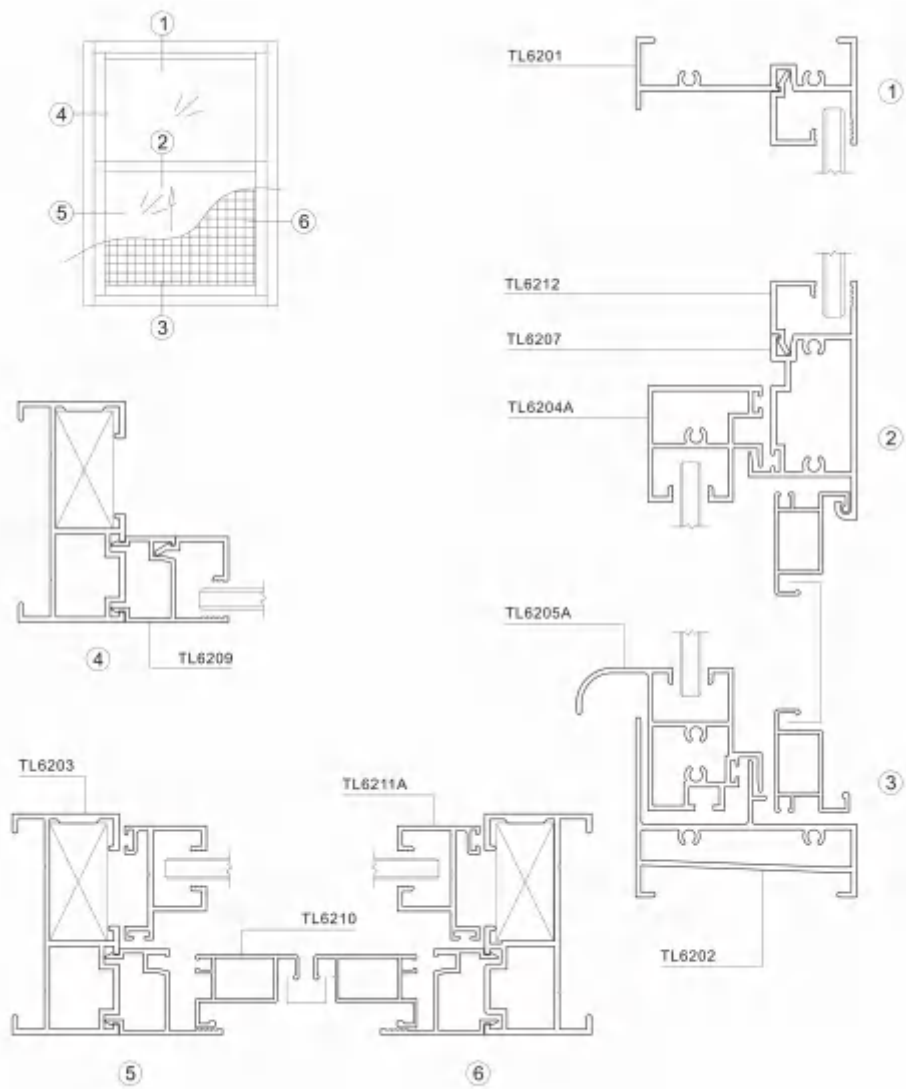 ①
④
②
⑤
⑥
③
TL6201
①
TL6212
TL6207
TL6204A
②
④
TL6209
TL6205A
③
TL6202
TL6203
TL6211A
TL6210
⑤
⑥